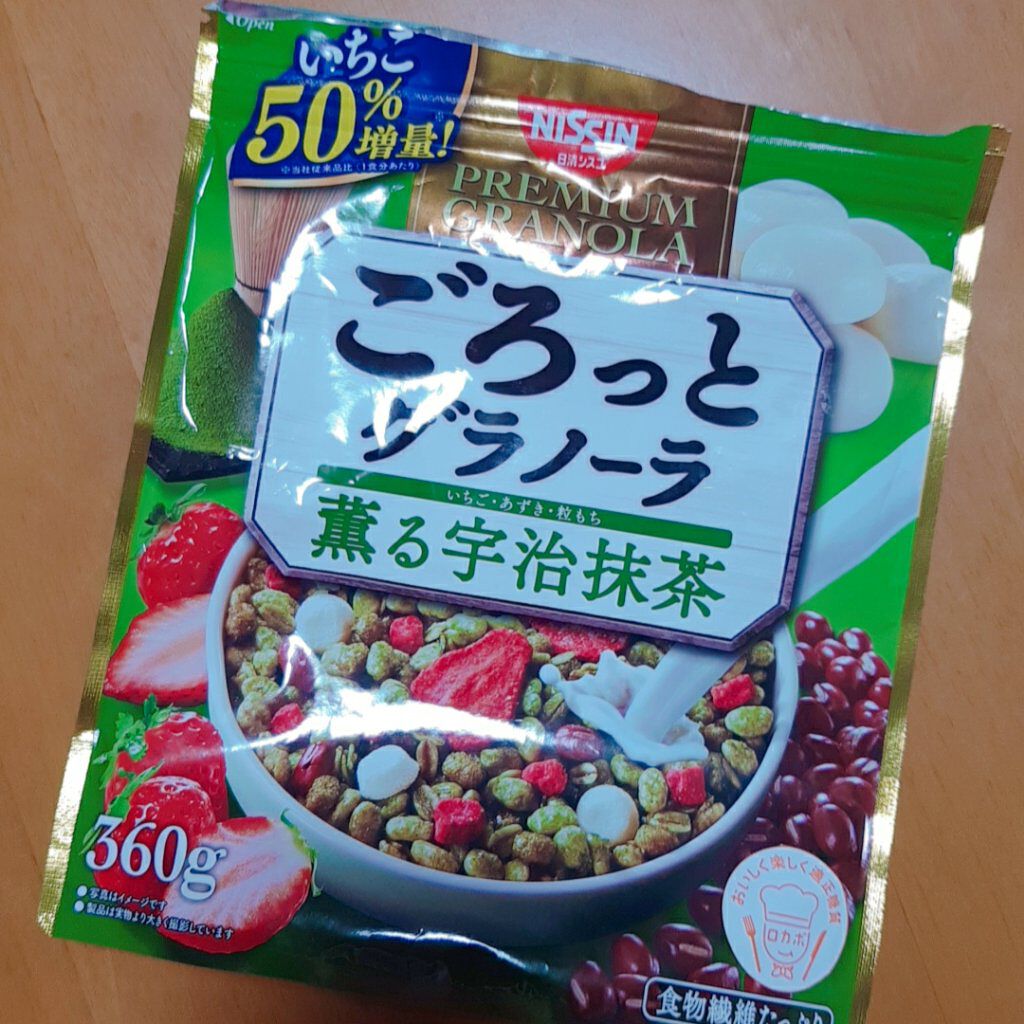 Open
いちご
50%
増量!
※当社従来品比(1食分あたり)
NISSIN
日清シスコ
PREMIUM
GRANOLA
ごろっと
グラノーラ
いちご・あずき・粒もち
薫る宇治抹茶
360g
●写真はイメージです
●製品は実物より大きく撮影しています
おいしく楽しく適正糖質
ロカボ
食物繊維たっぷり